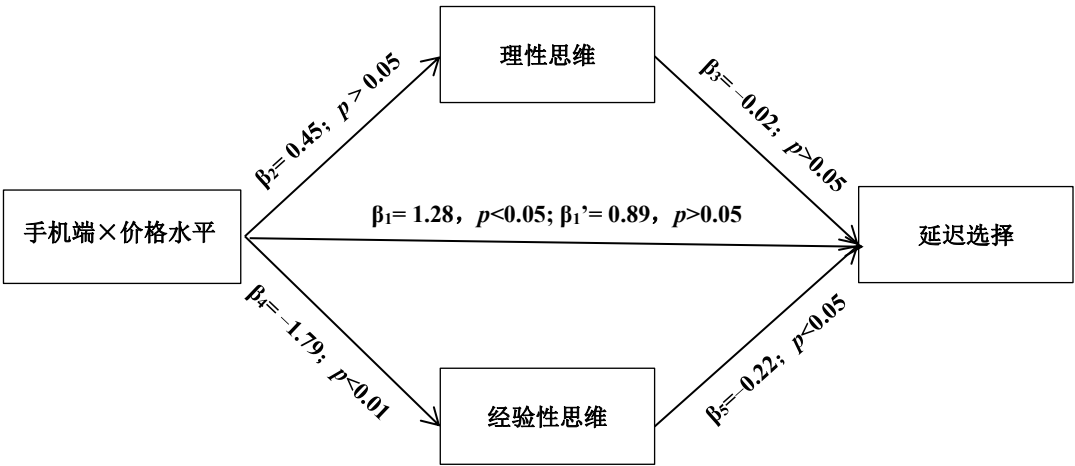 理性思维
β2= 0.45；p > 0.05
β3= –0.02；p>0.05
手机端×价格水平
β1= 1.28，p<0.05; β1’= 0.89，p>0.05
延迟选择
β4= –1.79；p<0.01
β5=–0.22；p<0.05
经验性思维